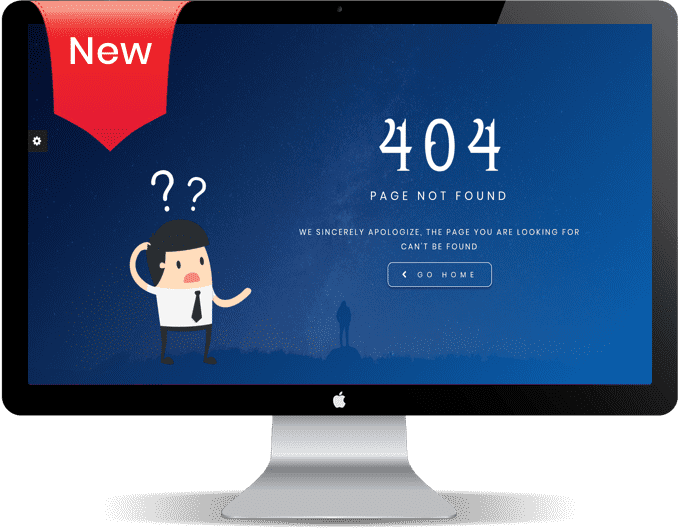 New
? ?
404
PAGE NOT FOUND
WE SINCERELY APOLOGIZE, THE PAGE YOU ARE LOOKING FOR
CAN'T BE FOUND
GO HOME